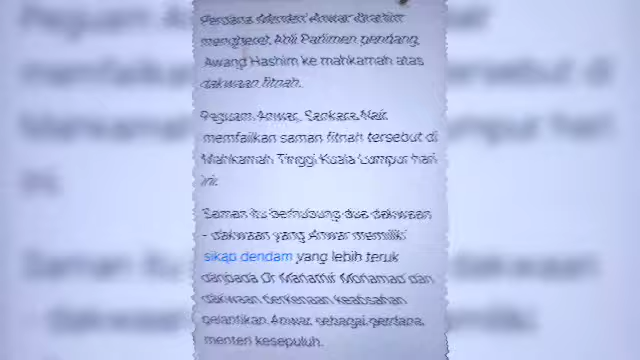 Perdana Menteri Anwar Ibrahim
mengheret Ahli Parlimen Pendang,
Awang Hashim ke mahkamah atas
dakwaan fitnah.
Peguam Anwar, Sankara Nair,
memfailkan saman fitnah tersebut di
Mahkamah Tinggi Kuala Lumpur hari
ini.
Saman itu berhubung dua dakwaan
- dakwaan yang Anwar memiliki
sikap dendam yang lebih teruk
daripada Dr Mahathir Mohamad dan
dakwaan berkenaan keabsahan
pelantikan Anwar sebagai perdana
menteri kesepuluh.